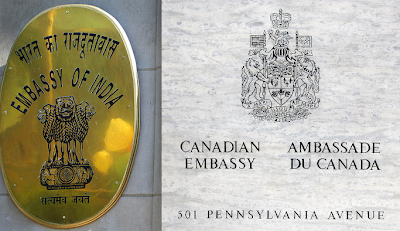 भारत का राजदूतावास
EMBASSY OF INDIA
सत्यमेव जयते
CANADIAN EMBASSY
AMBASSADE DU CANADA
501 PENNSYLVANIA AVENUE